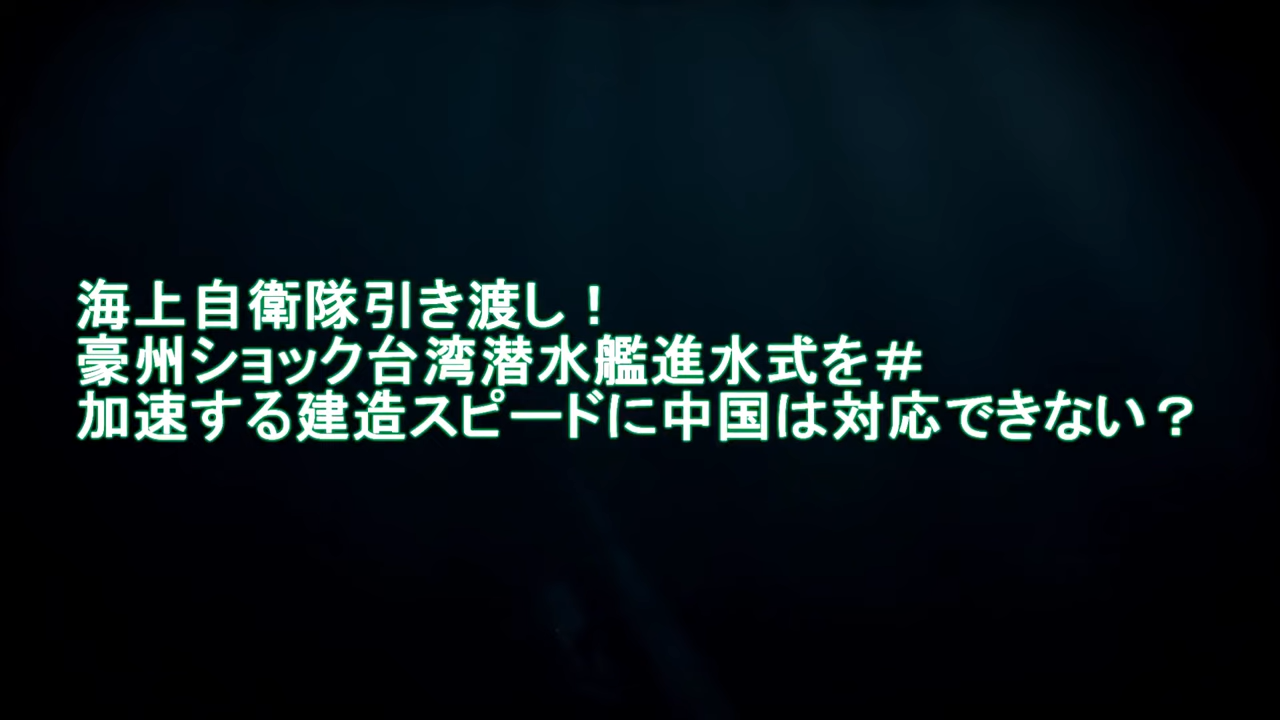 海上自衛隊引き渡し！
豪州ショック台湾潜水艦進水式を＃
加速する建造スピードに中国は対応できない？